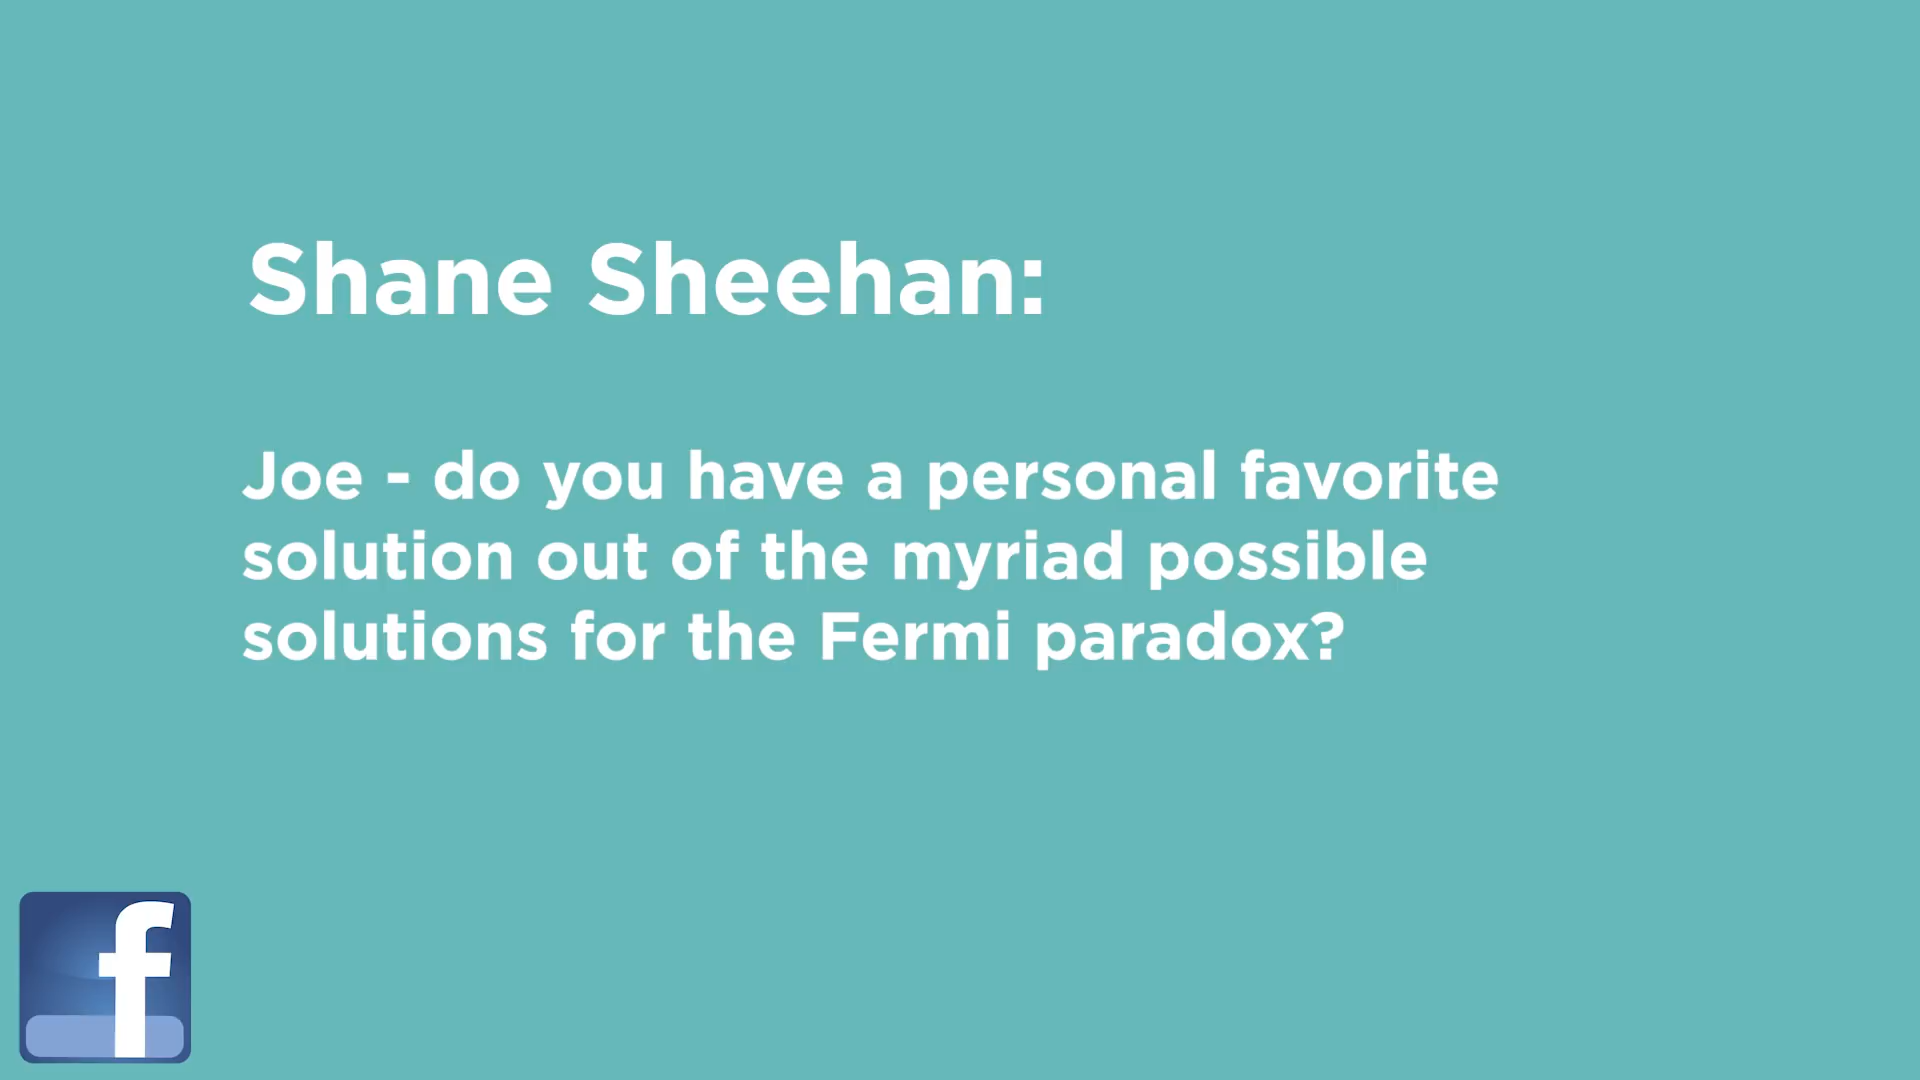 Shane Sheehan:
Joe - do you have a personal favorite
solution out of the myriad possible
solutions for the Fermi paradox?
f